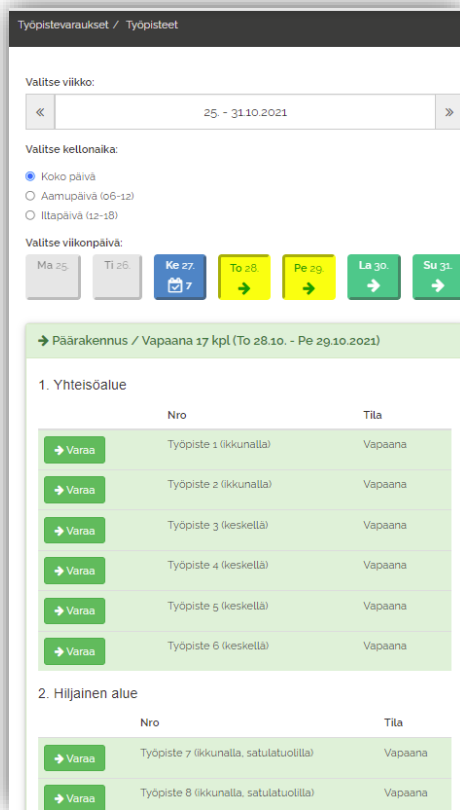 Työpistevaraukset / Työpisteet
Valitse viikko:
« 25. - 31.10.2021 »
Valitse kellonaika:
Koko päivä
Aamupäivä (06-12)
Iltapäivä (12-18)
Valitse viikonpäivä:
Ma 25. Ti 26. Ke 27. To 28. Pe 29. La 30. Su 31.
7
Päärakennus / Vapaana 17 kpl (To 28.10. - Pe 29.10.2021)
1. Yhteisöalue
Nro Tila
Varaa Työpiste 1 (ikkunalla) Vapaana
Varaa Työpiste 2 (ikkunalla) Vapaana
Varaa Työpiste 3 (keskellä) Vapaana
Varaa Työpiste 4 (keskellä) Vapaana
Varaa Työpiste 5 (keskellä) Vapaana
Varaa Työpiste 6 (keskellä) Vapaana
2. Hiljainen alue
Nro Tila
Varaa Työpiste 7 (ikkunalla, satulatuolilla) Vapaana
Varaa Työpiste 8 (ikkunalla, satulatuolilla) Vapaana